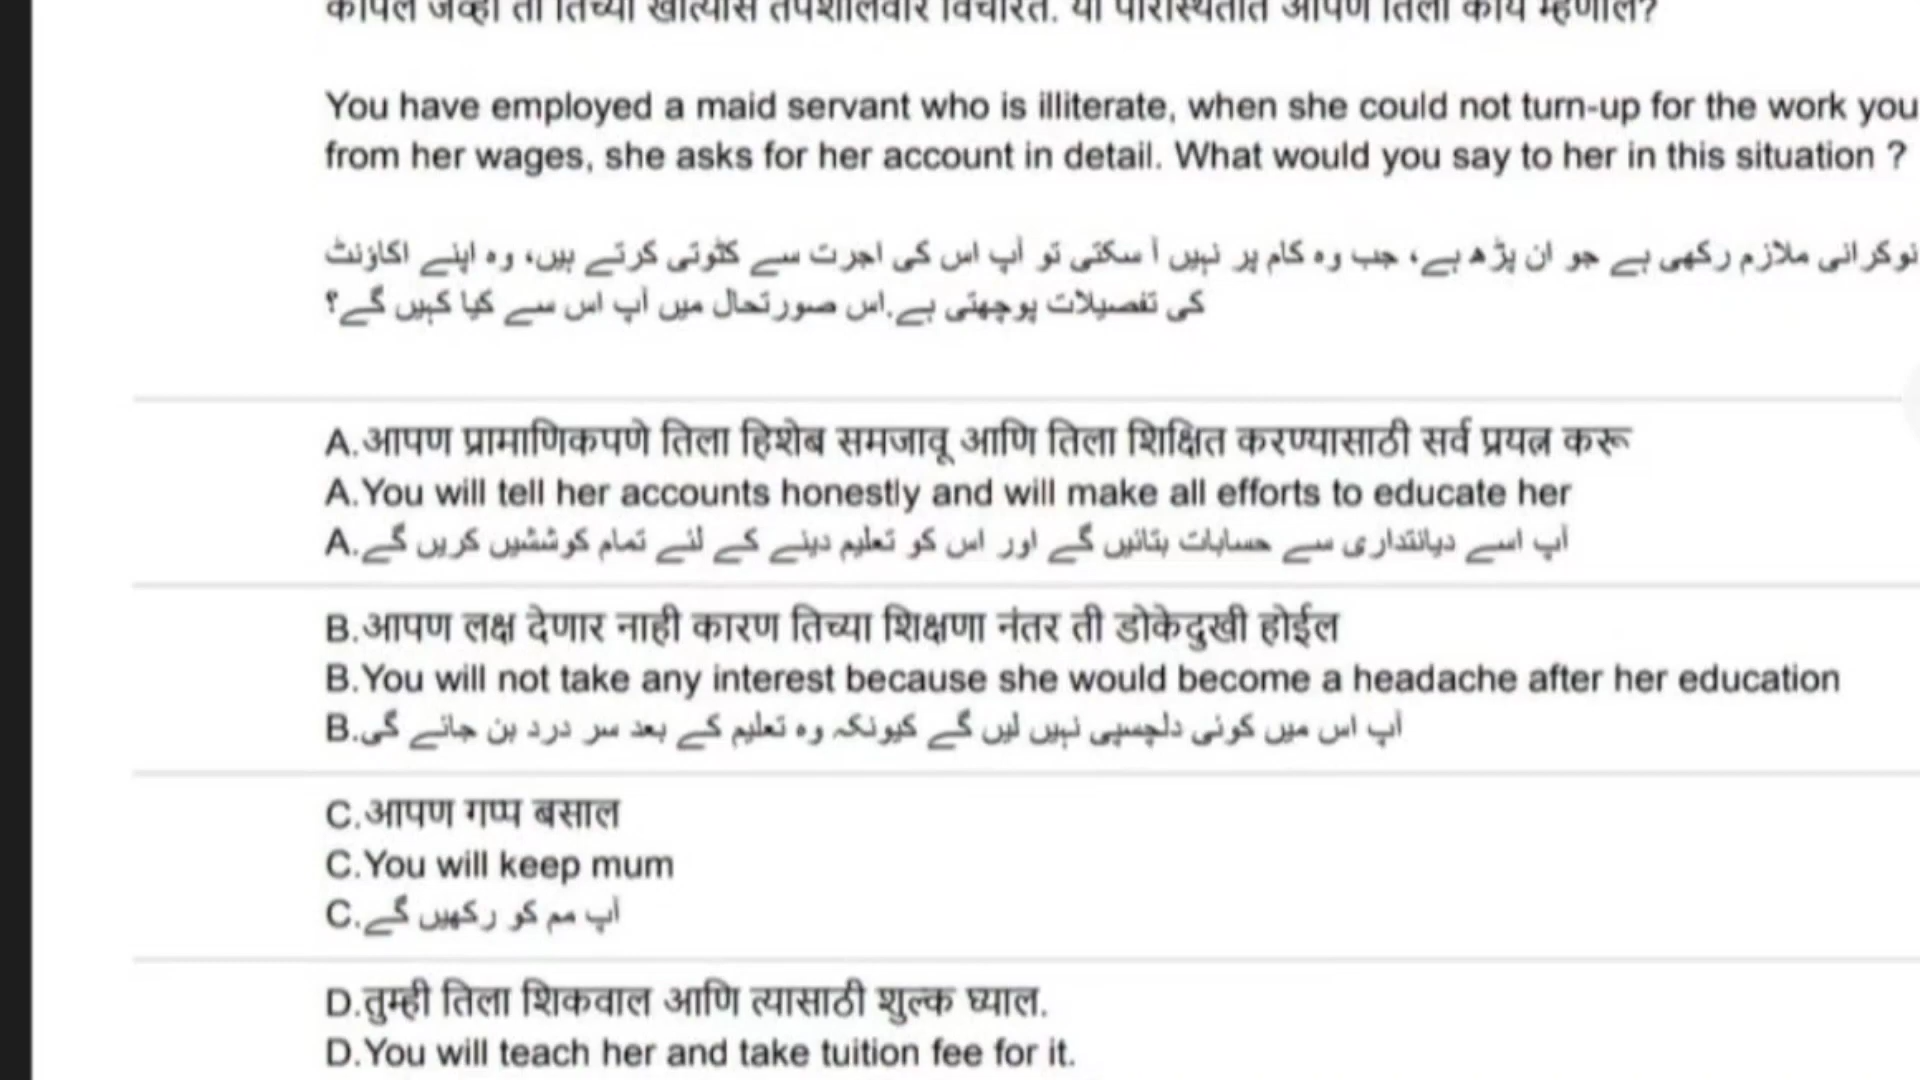 कापेल जेव्हा ती तिच्या खात्यास तपशीलवार विचारते. या परिस्थितीत आपण तिला काय म्हणाल?
You have employed a maid servant who is illiterate, when she could not turn-up for the work you
from her wages, she asks for her account in detail. What would you say to her in this situation ?
نوکرانی ملازم رکھی ہے جو ان پڑھ ہے، جب وہ کام پر نہیں آ سکتی تو آپ اس کی اجرت سے کٹوتی کرتے ہیں، وہ اپنے اکاؤنٹ
کی تفصیلات پوچھتی ہے.اس صورتحال میں آپ اس سے کیا کہیں گے؟
A.आपण प्रामाणिकपणे तिला हिशेब समजावू आणि तिला शिक्षित करण्यासाठी सर्व प्रयत्न करू
A.You will tell her accounts honestly and will make all efforts to educate her
A.آپ اسے دیانتداری سے حسابات بتائیں گے اور اس کو تعلیم دینے کے لئے تمام کوششیں کریں گے
B.आपण लक्ष देणार नाही कारण तिच्या शिक्षणा नंतर ती डोकेदुखी होईल
B.You will not take any interest because she would become a headache after her education
B.آپ اس میں کوئی دلچسپی نہیں لیں گے کیونکہ وہ تعلیم کے بعد سر درد بن جائے گی
C.आपण गप्प बसाल
C.You will keep mum
C.آپ مم کو رکھیں گے
D.तुम्ही तिला शिकवाल आणि त्यासाठी शुल्क घ्याल.
D.You will teach her and take tuition fee for it.